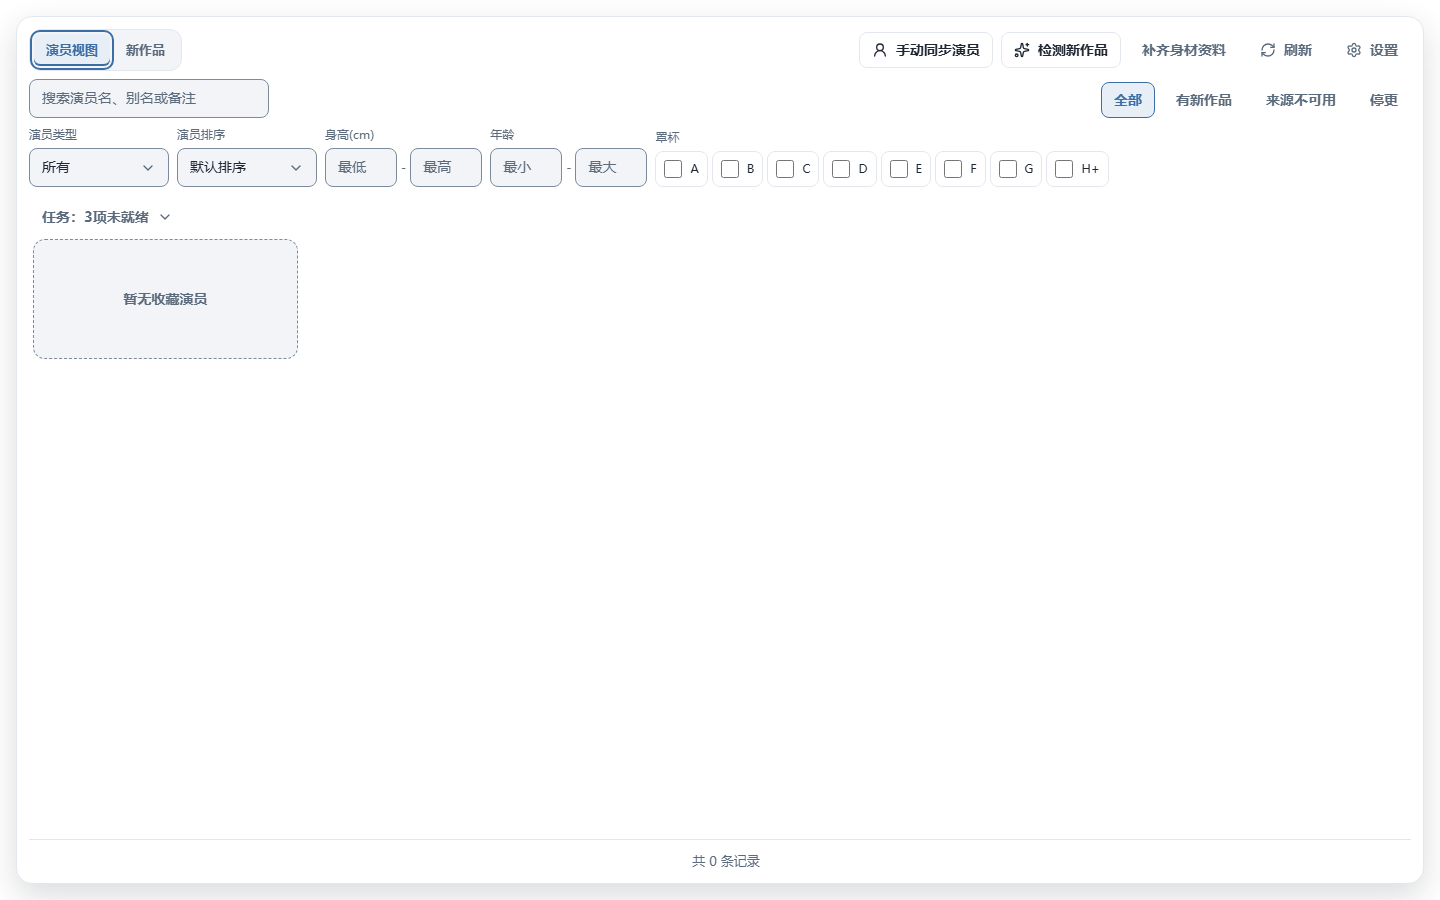 演员视图 新作品 手动同步演员 检测新作品 补齐身材资料 刷新 设置
搜索演员名、别名或备注 全部 有新作品 来源不可用 停更
演员类型 演员排序 身高(cm) 年龄 罩杯
所有 默认排序 最低 - 最高 最小 - 最大 A B C D E F G H+
任务：3项未就绪
暂无收藏演员
共 0 条记录